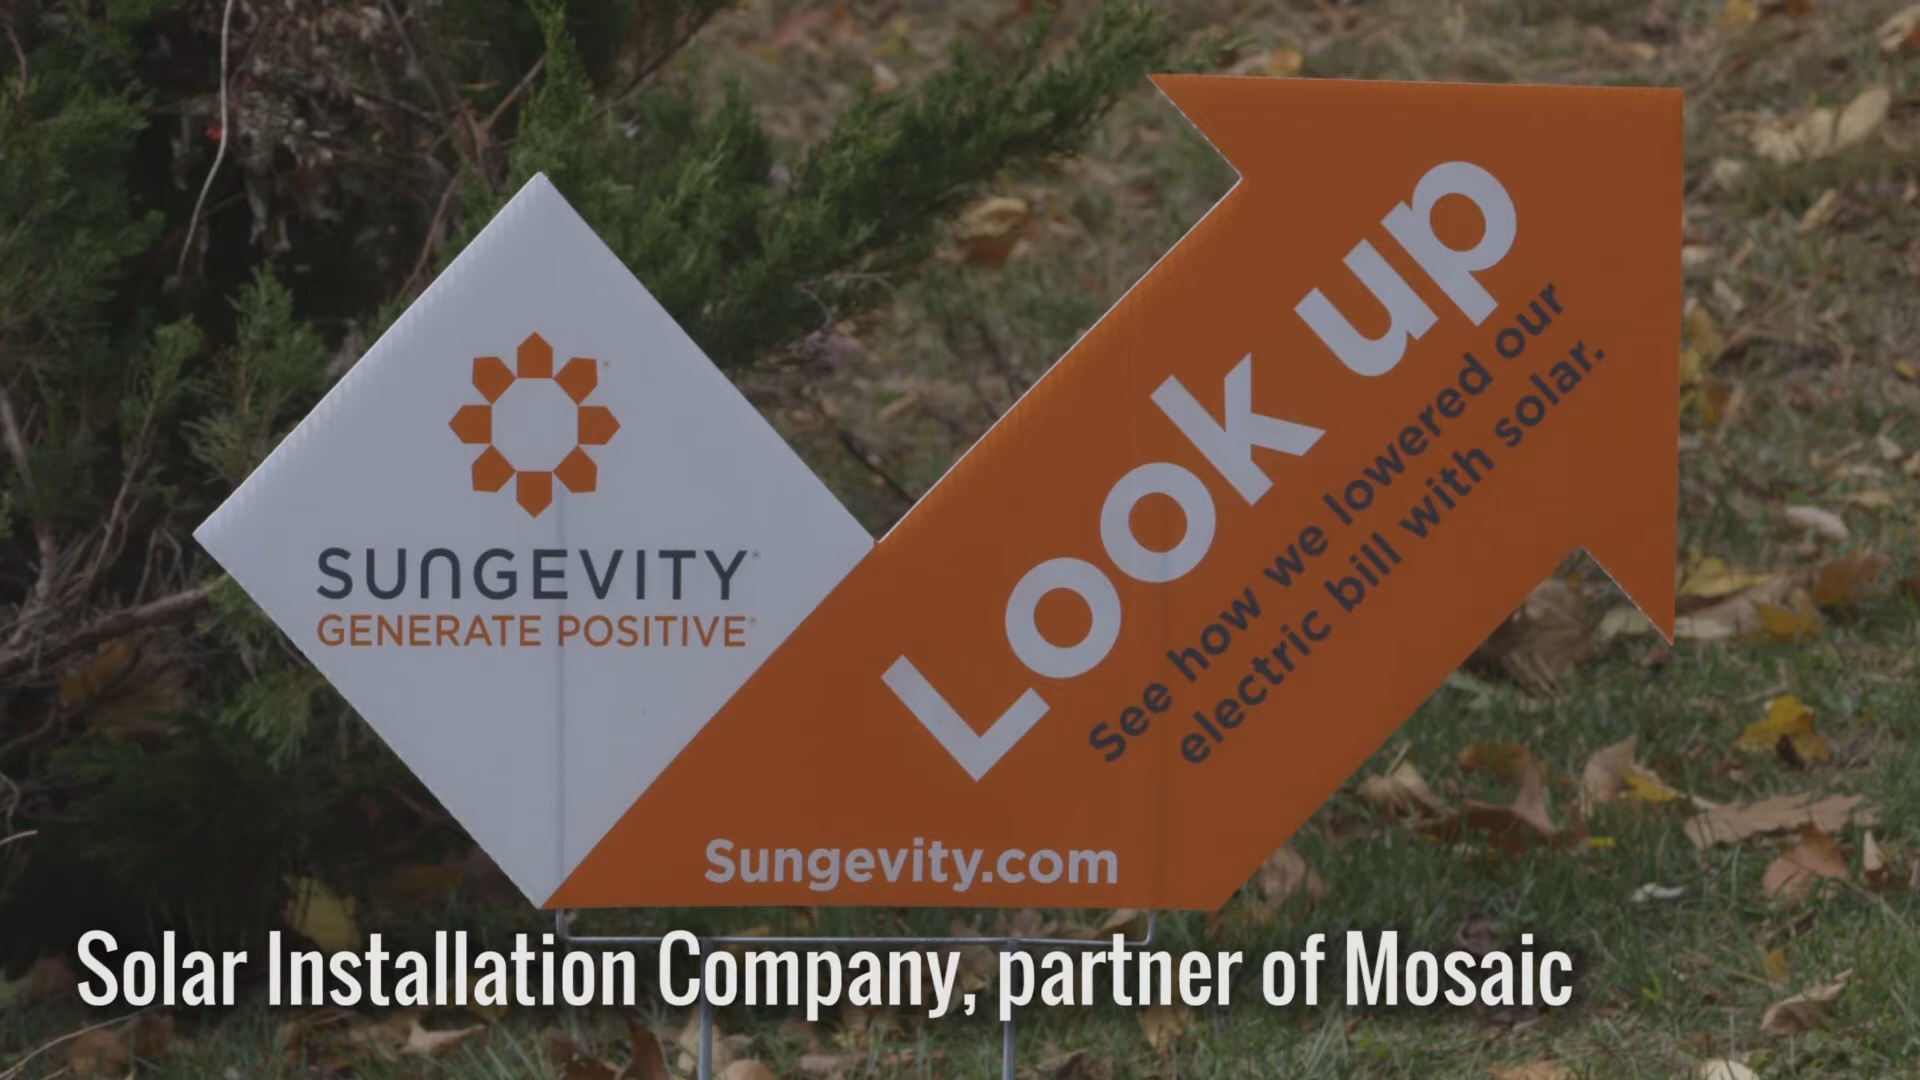 SUNGEVITY®
GENERATE POSITIVE®
Look up
See how we lowered our
electric bill with solar.
Sungevity.com
Solar Installation Company, partner of Mosaic